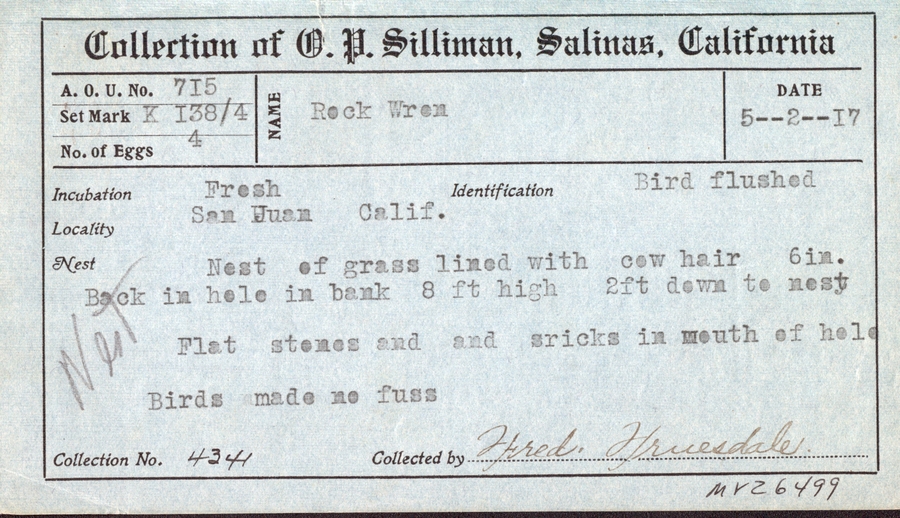 Collection of O. P. Silliman, Salinas, California
A. O. U. No. 715
Set Mark K I38/4
No. of Eggs 4
NAME Rock Wren
DATE
5--2--I7
Incubation Fresh Identification Bird flushed
Locality San Juan Calif.
Nest Nest of grass lined with cow hair 6in.
Back in hole in bank 8 ft high 2ft down to nest
Nest
Flat stones and and sricks in mouth of hole
Birds made no fuss
Collection No. 434 Collected by Fred. Truesdale.
MVZ6499